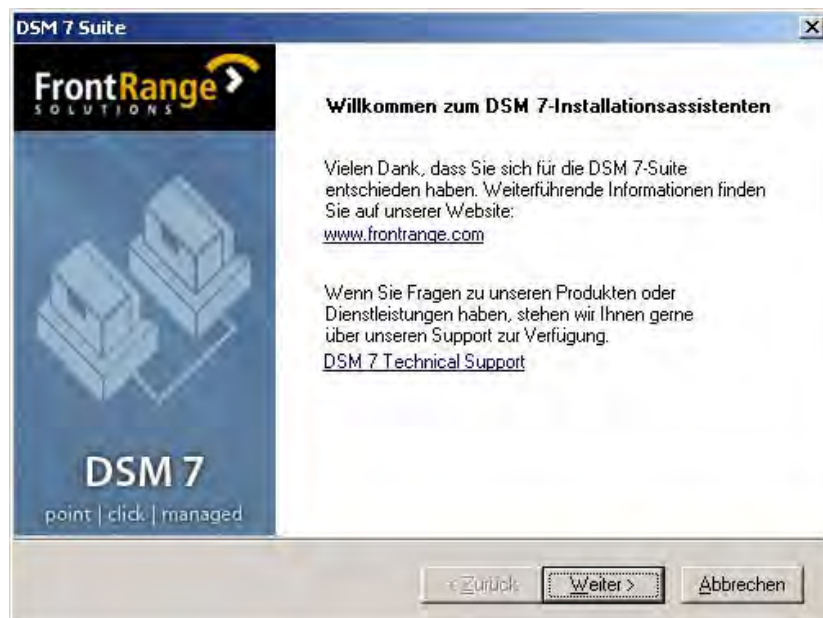 DSM 7 Suite
FrontRange
SOLUTIONS
Willkommen zum DSM 7-Installationsassistenten
Vielen Dank, dass Sie sich für die DSM 7-Suite
entschieden haben. Weiterführende Informationen finden
Sie auf unserer Website:
www.frontrange.com
Wenn Sie Fragen zu unseren Produkten oder
Dienstleistungen haben, stehen wir Ihnen gerne
über unseren Support zur Verfügung.
DSM 7 Technical Support
DSM 7
point | click | managed
< Zurück Weiter > Abbrechen